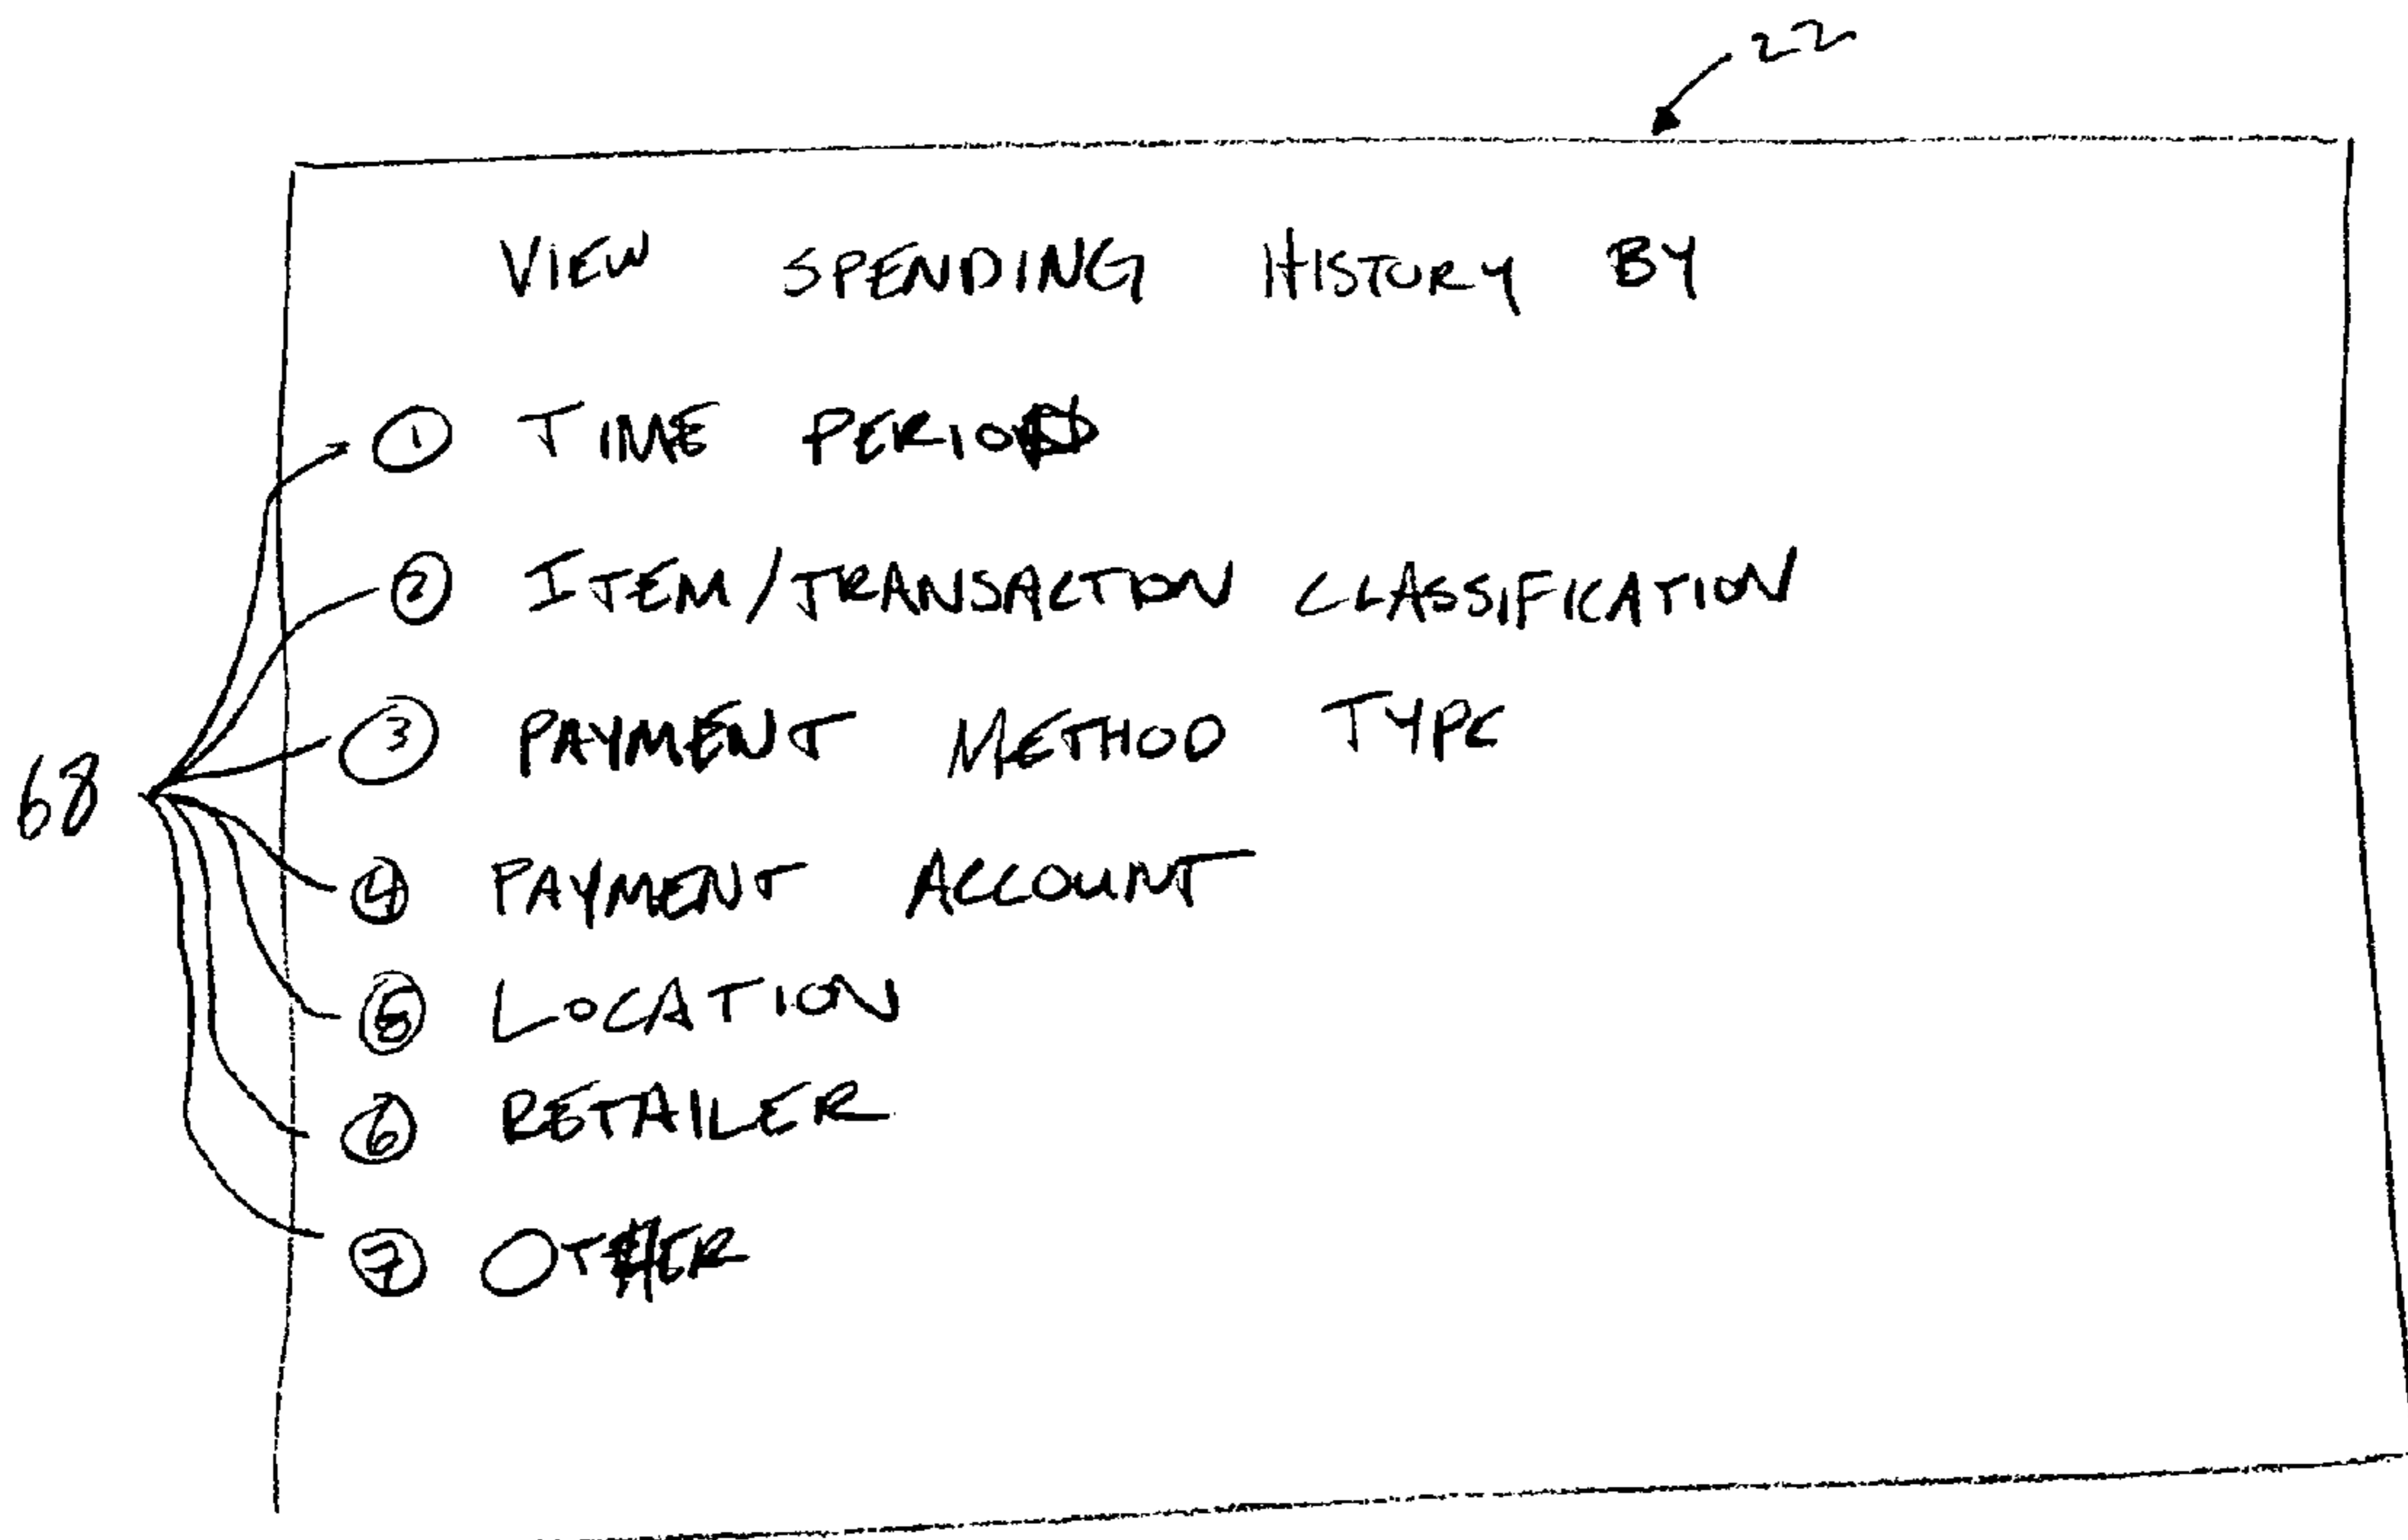 22
VIEW SPENDING HISTORY BY
① TIME PERIOD
② ITEM/TRANSACTION CLASSIFICATION
③ PAYMENT METHOD TYPE
68
④ PAYMENT ACCOUNT
⑤ LOCATION
⑥ RETAILER
⑦ OTHER